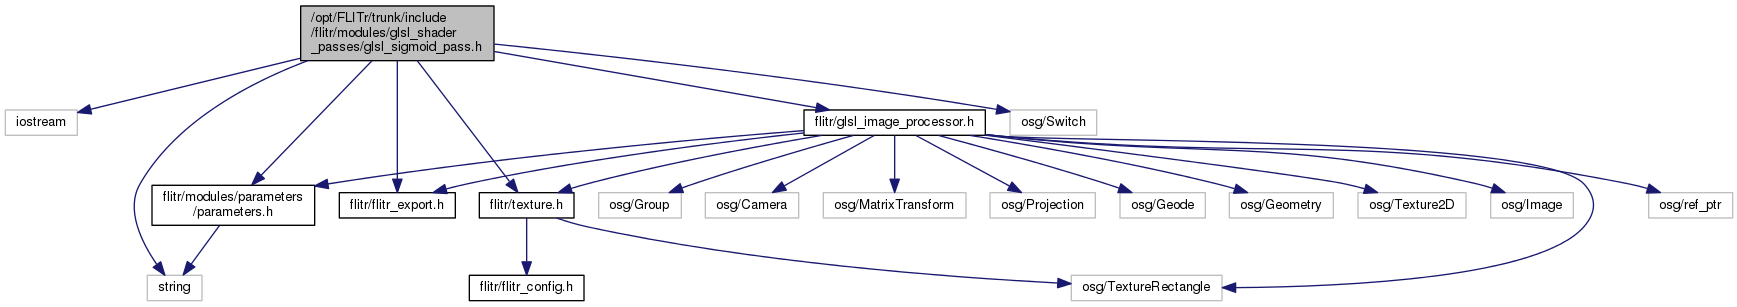 /opt/FLITr/trunk/include
/flitr/modules/glsl_shader
_passes/glsl_sigmoid_pass.h
iostream
flitr/glsl_image_processor.h
osg/Switch
flitr/modules/parameters
/parameters.h
flitr/flitr_export.h
flitr/texture.h
osg/Group
osg/Camera
osg/MatrixTransform
osg/Projection
osg/Geode
osg/Geometry
osg/Texture2D
osg/Image
osg/ref_ptr
string
flitr/flitr_config.h
osg/TextureRectangle